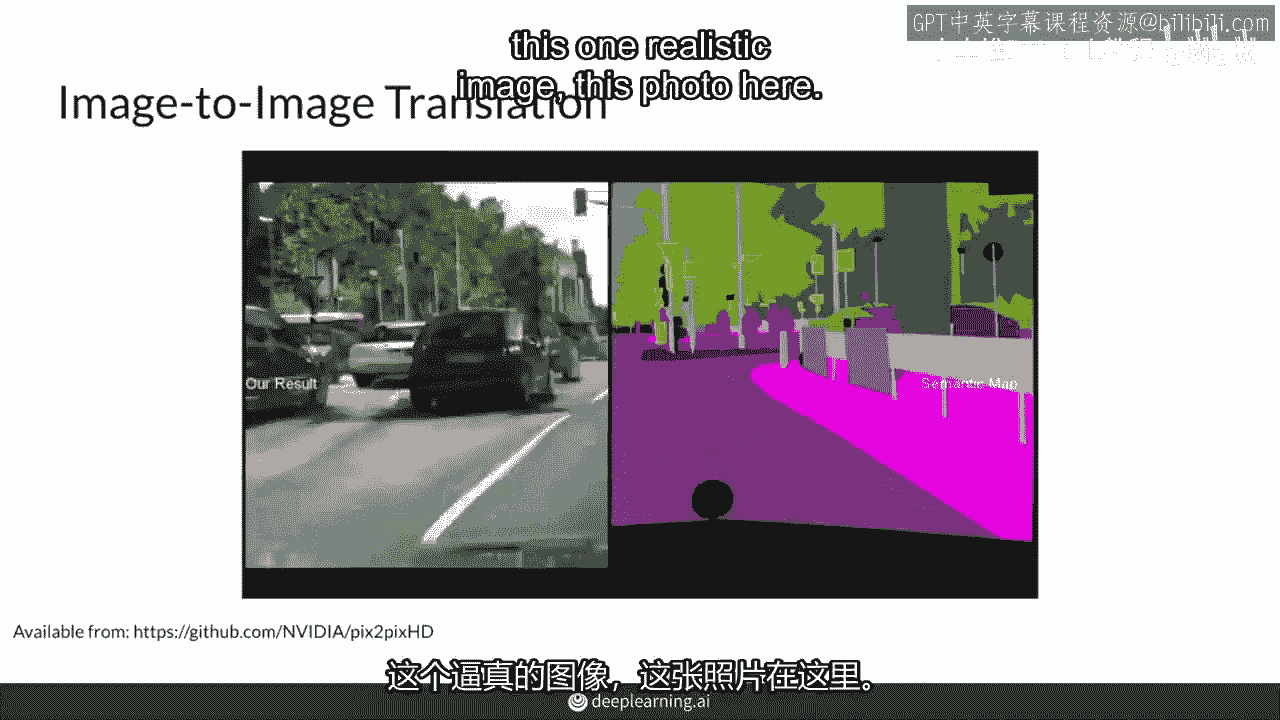 GPT中英字幕课程资源@bilibili.com
this one realistic
image, this photo here.
Image-to-Image Translation
Our Result
Semantic Map
Available from: https://github.com/NVIDIA/pix2pixHD
这个逼真的图像，这张照片在这里。
deeplearning.ai